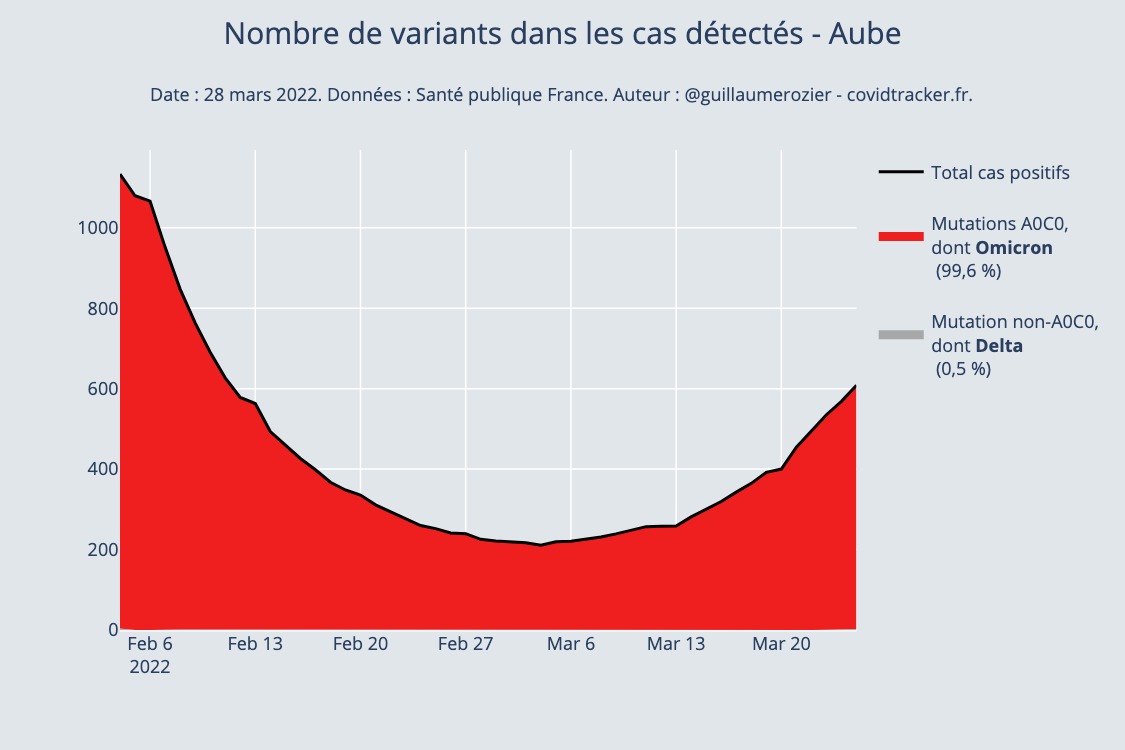 Nombre de variants dans les cas détectés - Aube
Date : 28 mars 2022. Données : Santé publique France. Auteur : @guillaumerozier - covidtracker.fr.
Total cas positifs
Mutations A0C0,
dont Omicron
(99,6 %)
Mutation non-A0C0,
dont Delta
(0,5 %)
1000
800
600
400
200
0
Feb 6 Feb 13 Feb 20 Feb 27 Mar 6 Mar 13 Mar 20
2022